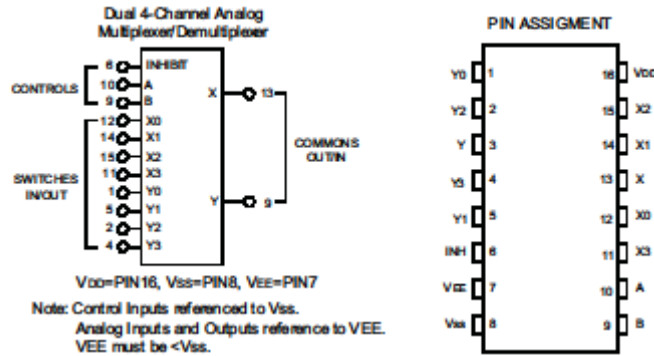 Dual 4-Channel Analog
Multiplexer/Demultiplexer
CONTROLS
6 INHIBIT
10 A
9 B
SWITCHES
IN/OUT
12 X0
14 X1
15 X2
11 X3
1 Y0
5 Y1
2 Y2
4 Y3
X 13
Y 9
COMMONS
OUT/IN
VDD=PIN16, VSS=PIN8, VEE=PIN7
Note: Control Inputs referenced to Vss.
Analog Inputs and Outputs reference to VEE.
VEE must be <Vss.
PIN ASSIGMENT
Y0 1 16 VDD
Y2 2 15 X2
Y 3 14 X1
Y3 4 13 X
Y1 5 12 X0
INH 6 11 X3
VEE 7 10 A
Vss 8 9 B